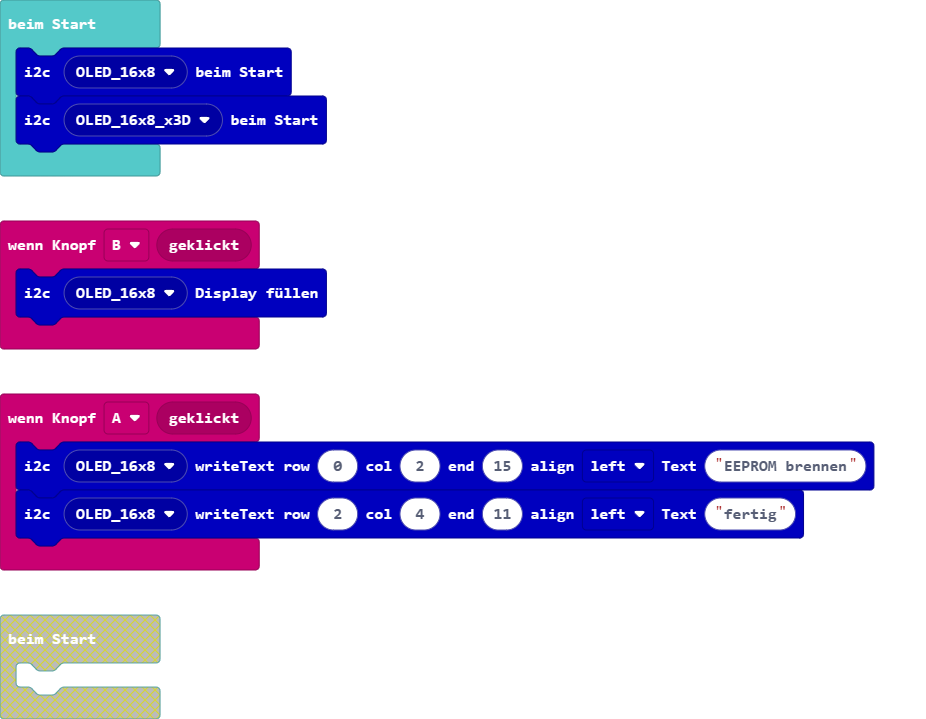 beim Start
i2c OLED_16x8 beim Start
i2c OLED_16x8_x3D beim Start
wenn Knopf B geklickt
i2c OLED_16x8 Display füllen
wenn Knopf A geklickt
i2c OLED_16x8 writeText row 0 col 2 end 15 align left Text "EEPROM brennen"
i2c OLED_16x8 writeText row 2 col 4 end 11 align left Text "fertig"
beim Start